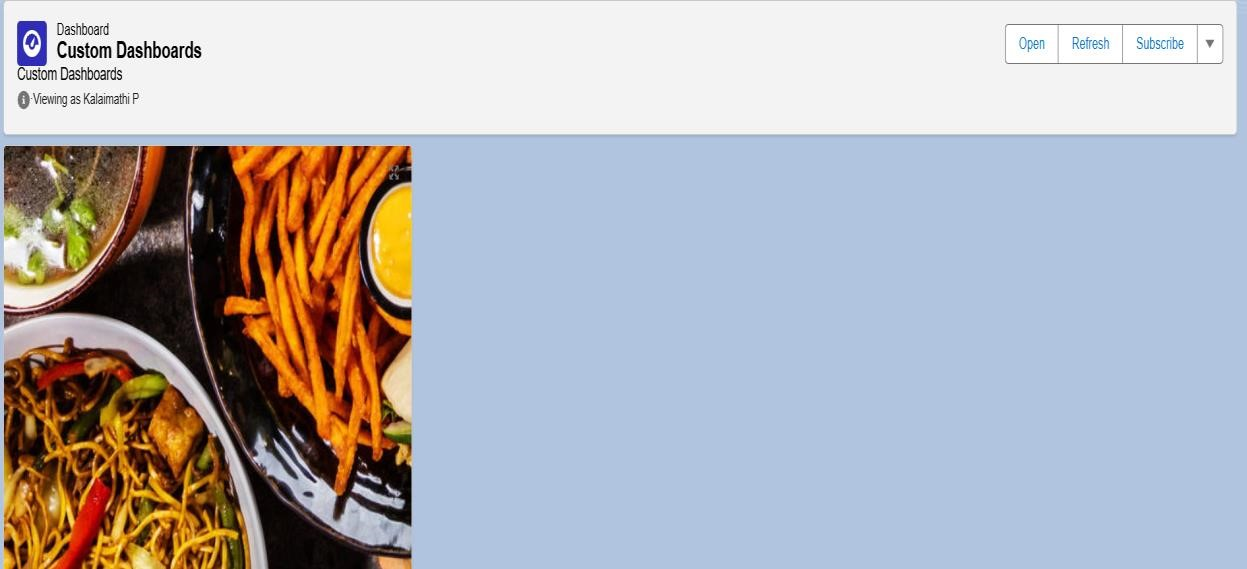 Dashboard
Custom Dashboards
Custom Dashboards
Viewing as Kalaimathi P
Open Refresh Subscribe